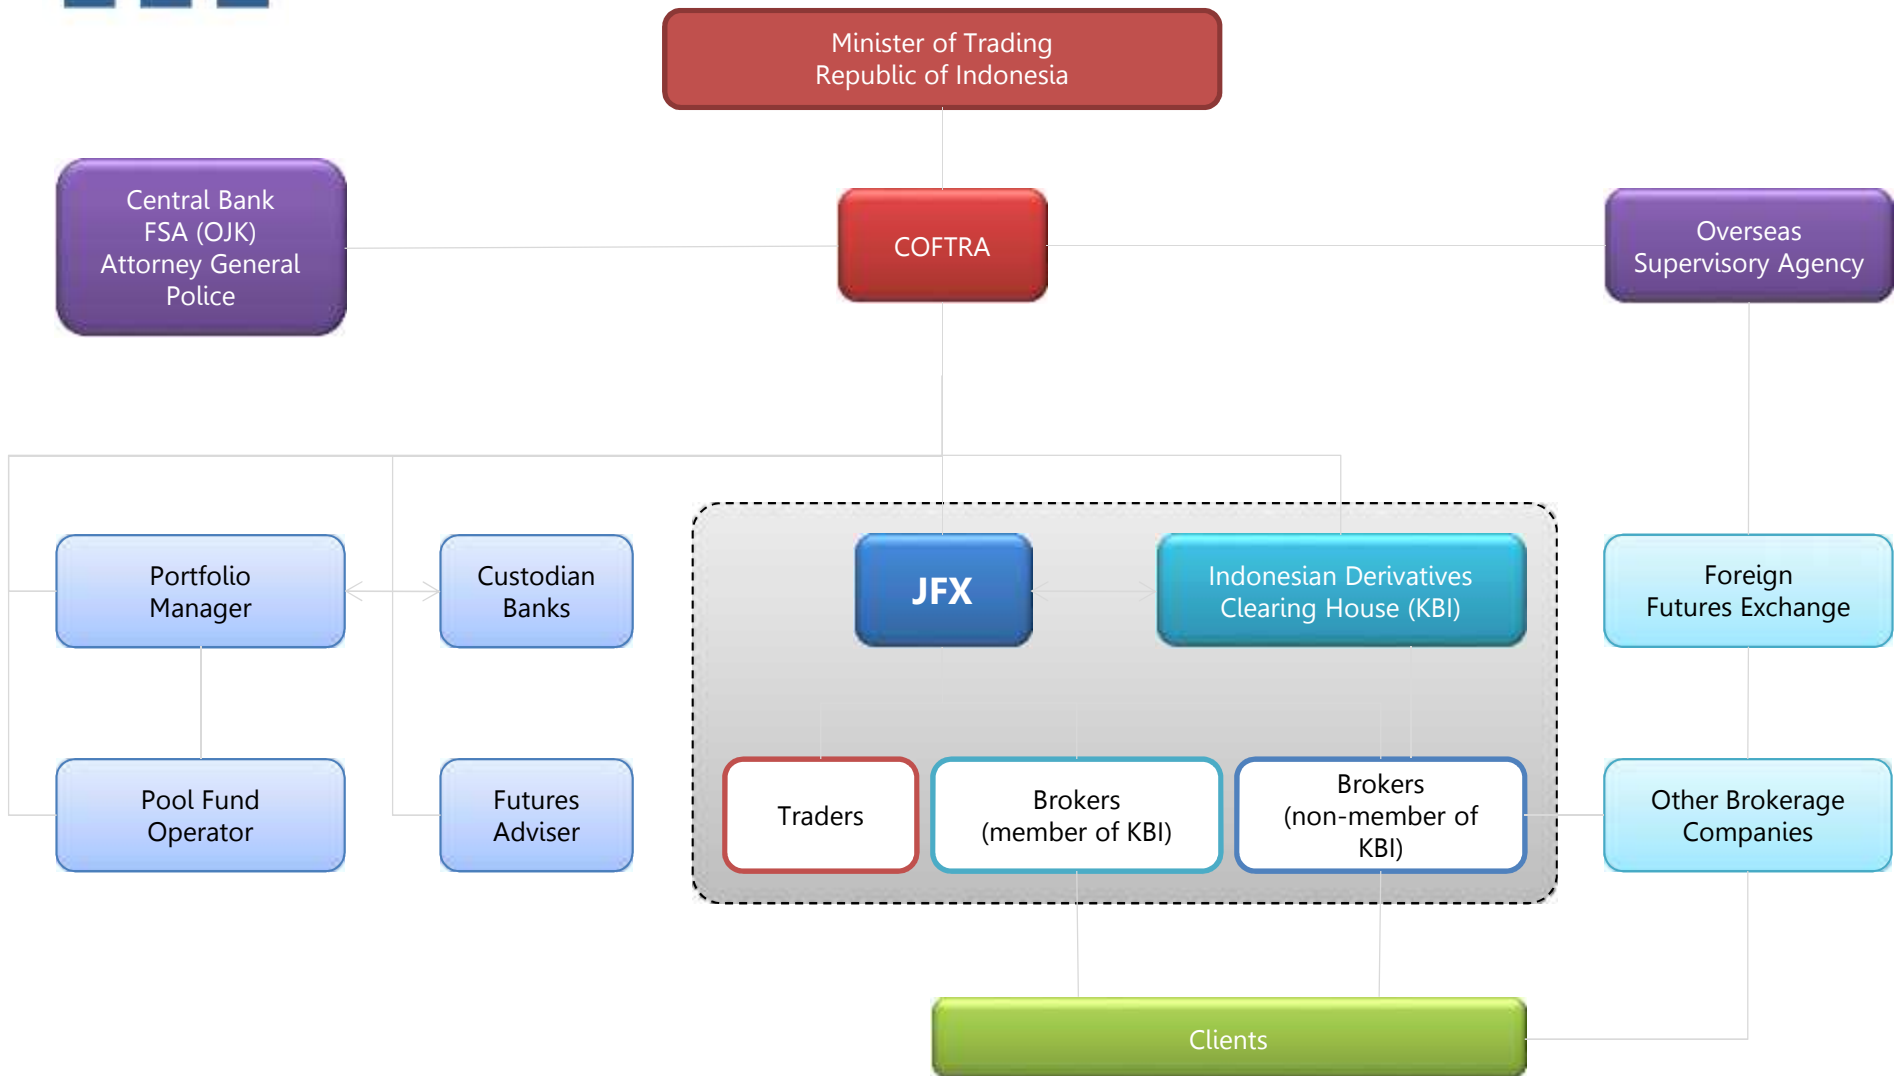 Minister of Trading
Republic of Indonesia
Central Bank
FSA (OJK)
Attorney General
Police
COFTRA
Overseas
Supervisory Agency
Portfolio
Manager
Custodian
Banks
JFX
Indonesian Derivatives
Clearing House (KBI)
Foreign
Futures Exchange
Pool Fund
Operator
Futures
Adviser
Traders
Brokers
(member of KBI)
Brokers
(non-member of
KBI)
Other Brokerage
Companies
Clients